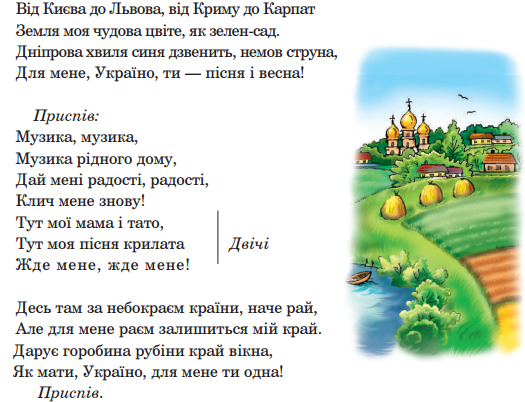 Від Києва до Львова, від Криму до Карпат
Земля моя чудова цвіте, як зелен-сад.
Дніпрова хвиля синя дзвенить, немов струна,
Для мене, Україно, ти — пісня і весна!
Приспів:
Музика, музика,
Музика рідного дому,
Дай мені радості, радості,
Клич мене знову!
Тут мої мама і тато,
Тут моя пісня крилата
Жде мене, жде мене!
Двічі
Десь там за небокраєм країни, наче рай,
Але для мене раєм залишиться мій край.
Дарує горобина рубіни край вікна,
Як мати, Україно, для мене ти одна!
Приспів.